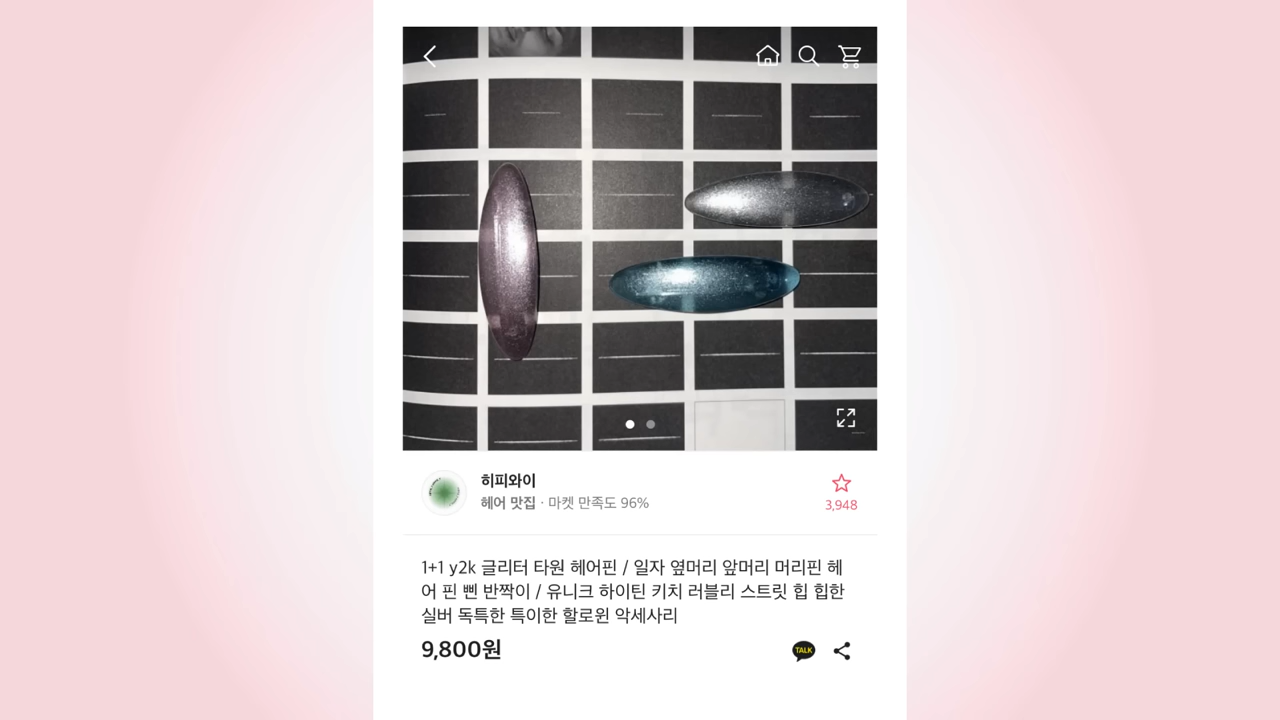 히피와이
헤어 맛집 · 마켓 만족도 96%
3,948
1+1 y2k 글리터 타원 헤어핀 / 일자 옆머리 앞머리 머리핀 헤
어 핀 삔 반짝이 / 유니크 하이틴 키치 러블리 스트릿 힙 힙한
실버 독특한 특이한 할로윈 악세사리
9,800원
TALK